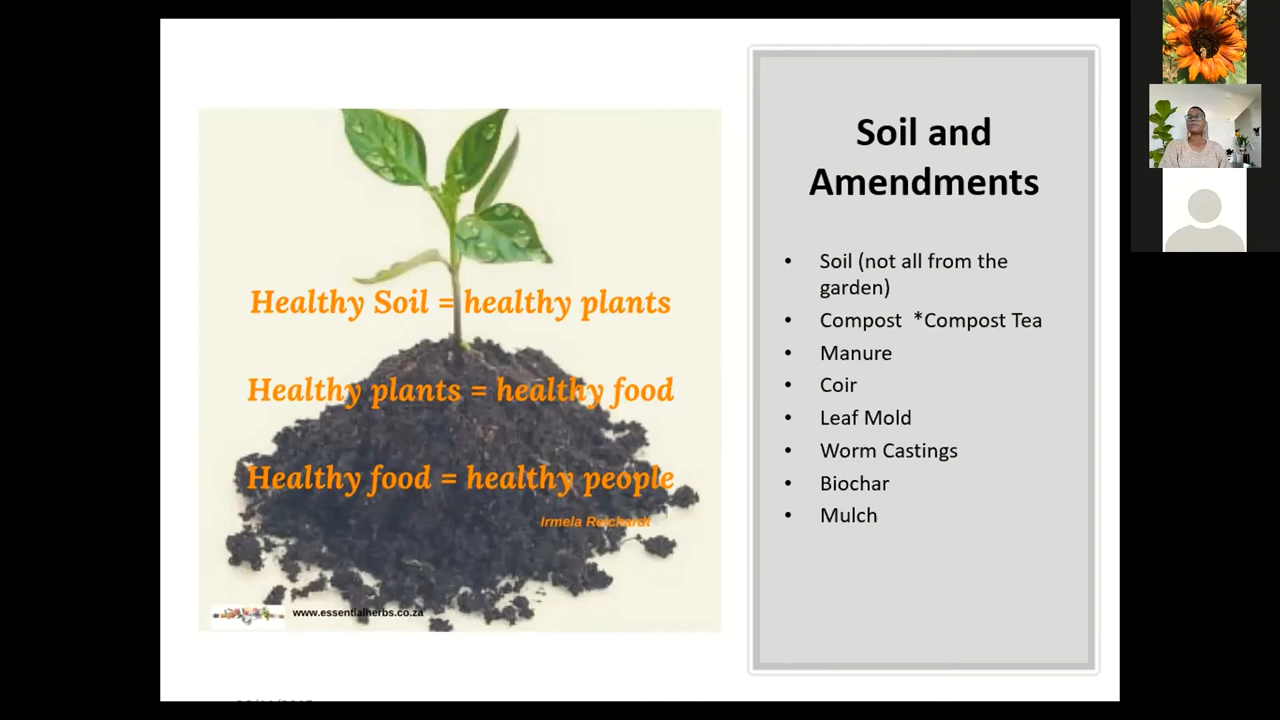 Healthy Soil = healthy plants
Healthy plants = healthy food
Healthy food = healthy people
Irmela Reichardt
www.essentialherbs.co.za
Soil and
Amendments
• Soil (not all from the
garden)
• Compost *Compost Tea
• Manure
• Coir
• Leaf Mold
• Worm Castings
• Biochar
• Mulch